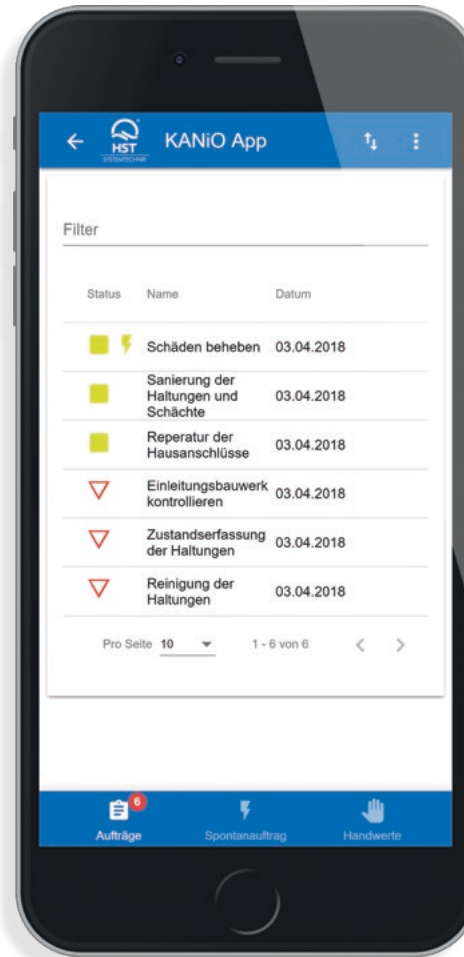 HST
SYSTEMTECHNIK
KANiO App
Filter
Status Name Datum
Schäden beheben 03.04.2018
Sanierung der
Haltungen und
Schächte
03.04.2018
Reperatur der
Hausanschlüsse
03.04.2018
Einleitungsbauwerk
kontrollieren
03.04.2018
Zustandserfassung
der Haltungen
03.04.2018
Reinigung der
Haltungen
03.04.2018
Pro Seite 10 1 - 6 von 6
6
Aufträge Spontanauftrag Handwerte